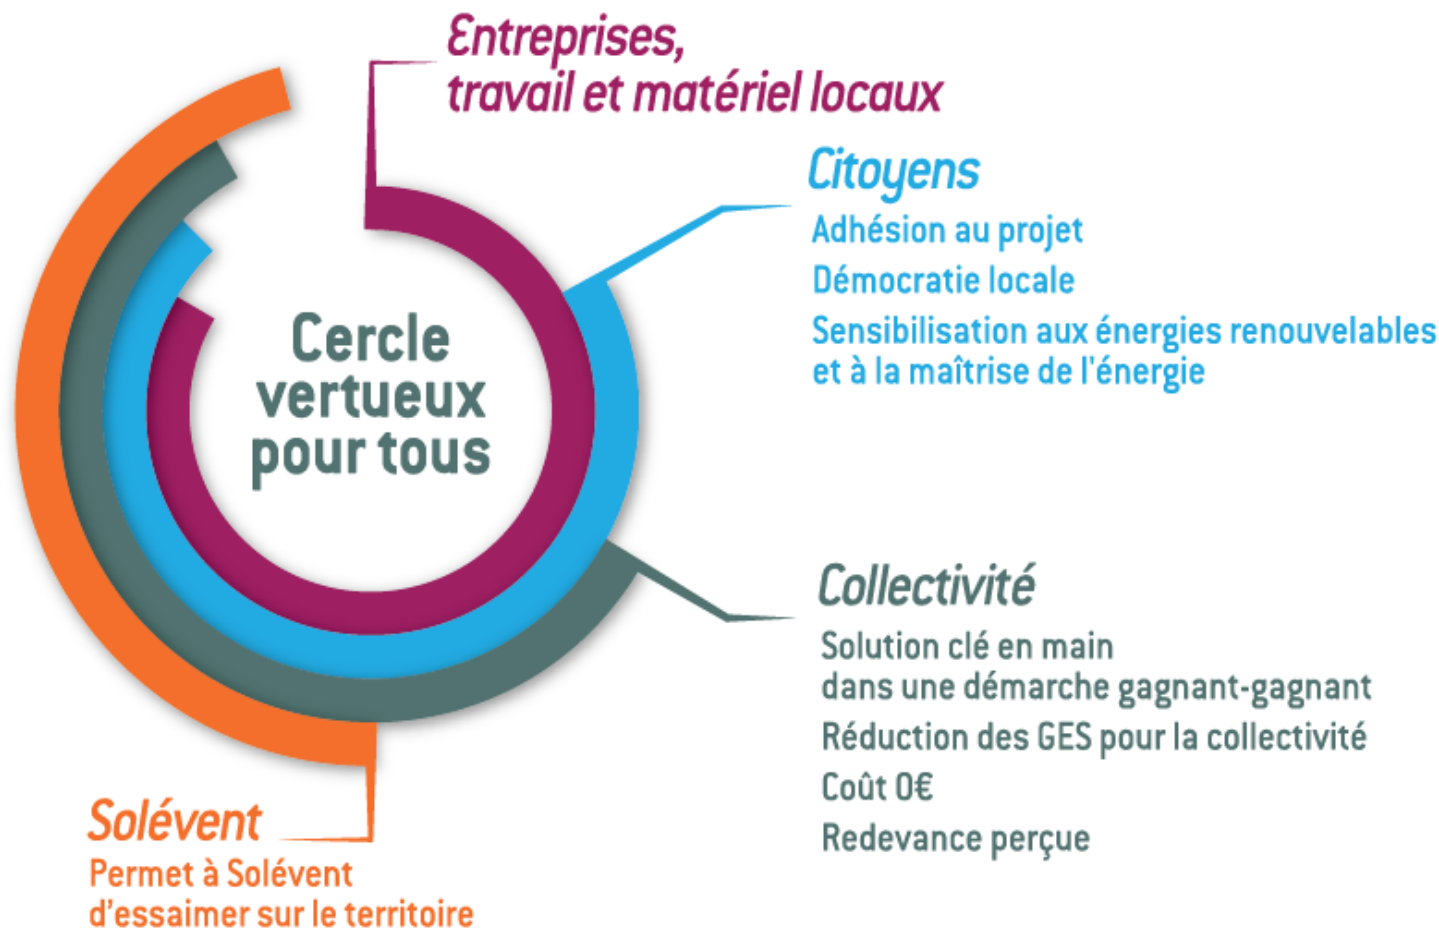 Entreprises,
travail et matériel locaux
Citoyens
Adhésion au projet
Démocratie locale
Sensibilisation aux énergies renouvelables
et à la maîtrise de l'énergie
Cercle
vertueux
pour tous
Collectivité
Solution clé en main
dans une démarche gagnant-gagnant
Réduction des GES pour la collectivité
Coût 0€
Redevance perçue
Solévent
Permet à Solévent
d'essaimer sur le territoire